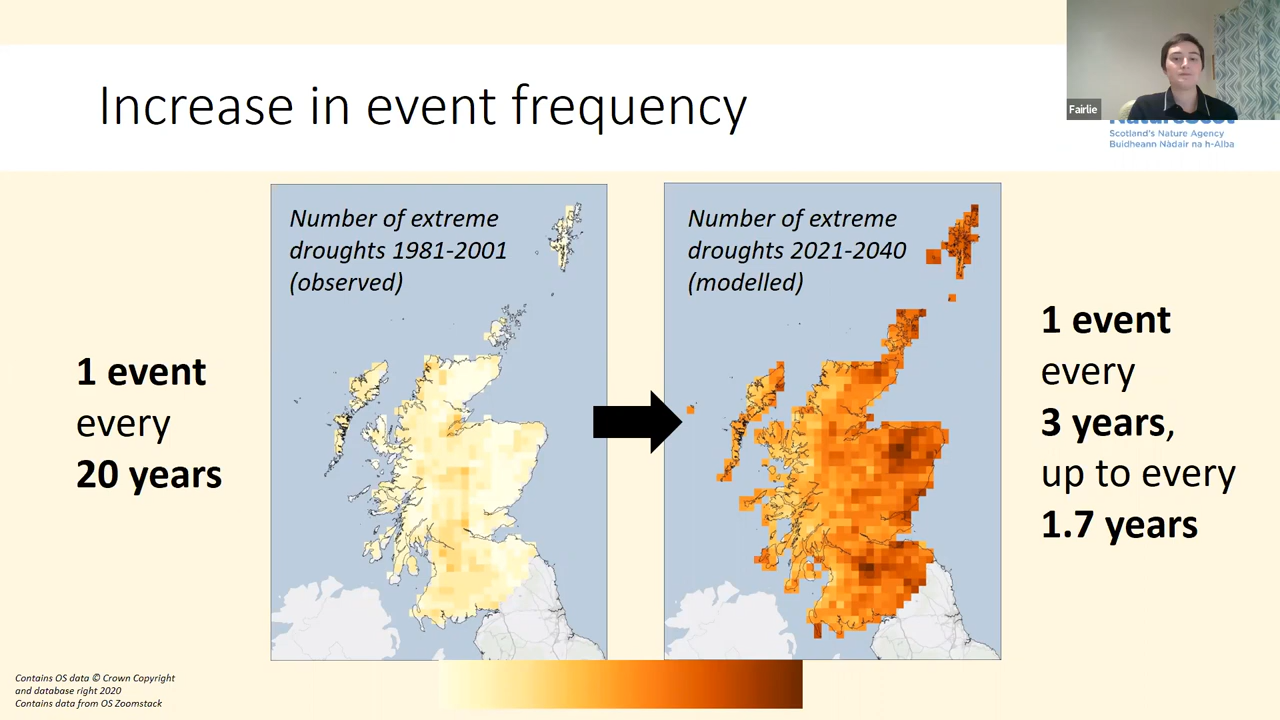 Increase in event frequency
Fairlie
Scotland's Nature Agency
Buidheann Nàdair na h-Alba
Number of extreme
droughts 1981-2001
(observed)
Number of extreme
droughts 2021-2040
(modelled)
1 event
every
20 years
1 event
every
3 years,
up to every
1.7 years
Contains OS data © Crown Copyright
and database right 2020
Contains data from OS Zoomstack